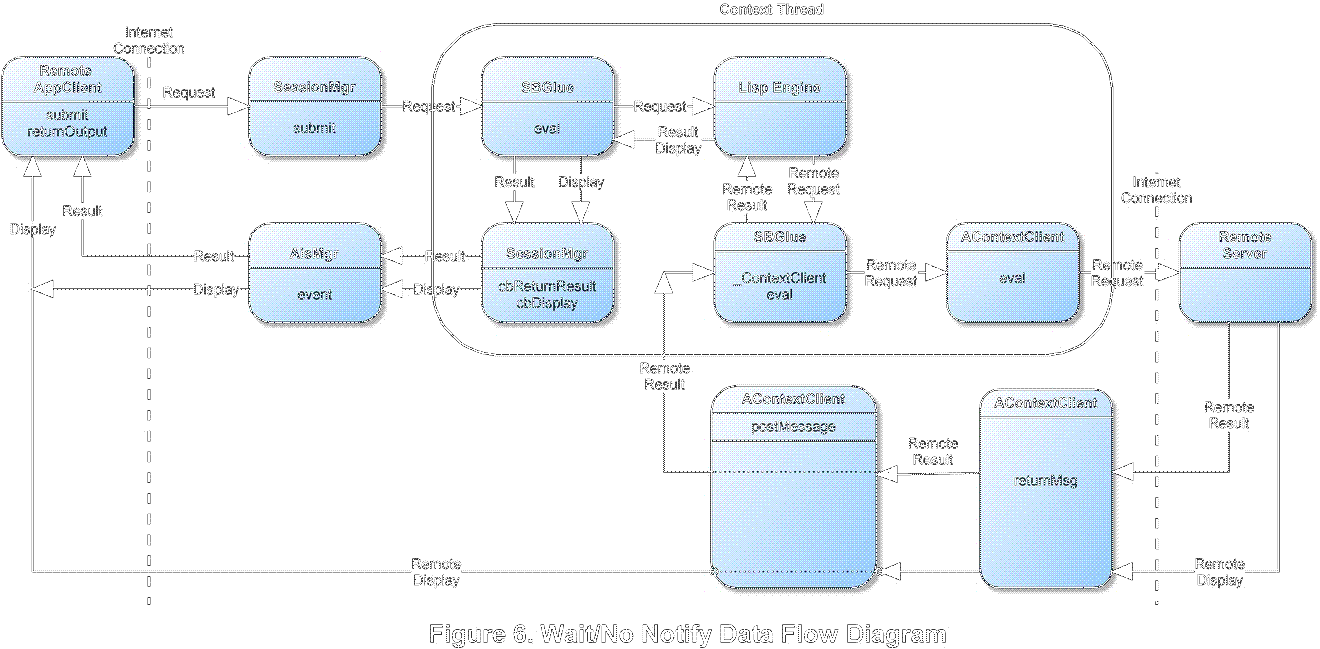 Context Thread
Internet
Connection
Remote
AppClient
submit
returnOutput
Request
SessionMgr
submit
Request
SBGlue
eval
Request
Result
Display
Lisp Engine
Result
Display
Remote
Result
Remote
Request
Internet
Connection
Display
Result
Result
Display
AisMgr
event
Result
Display
SessionMgr
cbReturnResult
cbDisplay
SBGlue
_ContextClient
eval
Remote
Request
AContextClient
eval
Remote
Request
Remote
Server
Remote
Result
AContextClient
postMessage
Remote
Result
AContextClient
returnMsg
Remote
Result
Remote
Display
Remote
Display
Figure 6. Wait/No Notify Data Flow Diagram